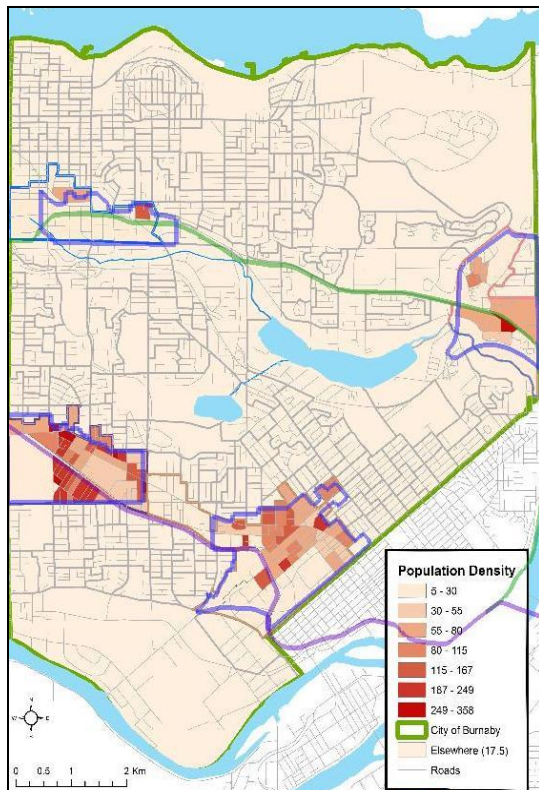 Population Density
5 - 30
30 - 55
55 - 80
80 - 115
115 - 167
167 - 249
249 - 358
City of Burnaby
Elsewhere (17.5)
Roads
N
W E
S
0 0.5 1 2 Km